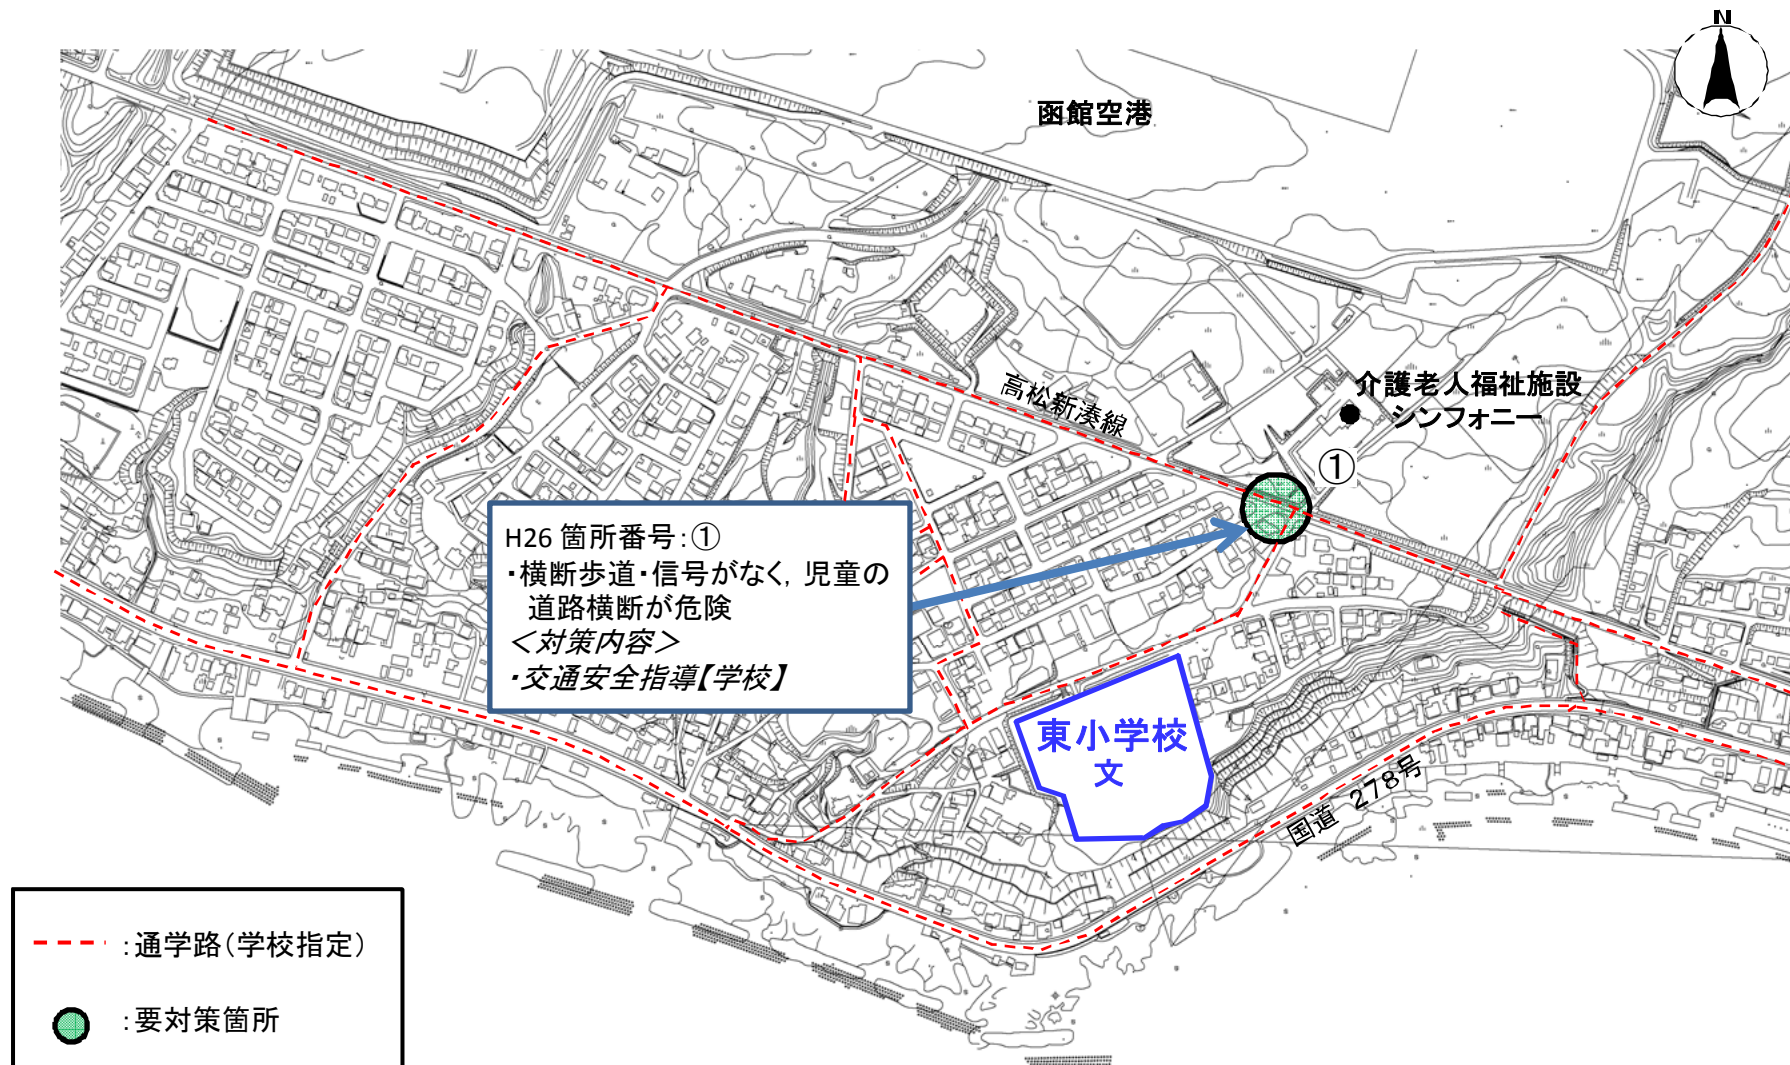 N
函館空港
高松新湊線
介護老人福祉施設
シンフォニー
①
H26 箇所番号:①
・横断歩道・信号がなく,児童の
道路横断が危険
<対策内容>
・交通安全指導【学校】
東小学校
文
国道 278号
:通学路(学校指定)
:要対策箇所